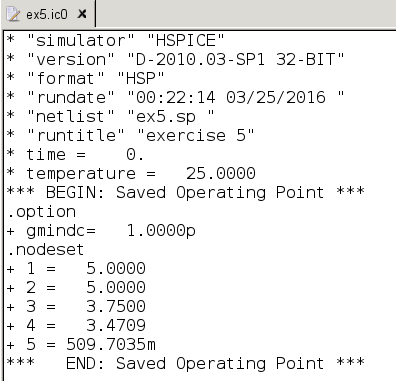 ex5.ic0
* "simulator" "HSPICE"
* "version" "D-2010.03-SP1 32-BIT"
* "format" "HSP"
* "rundate" "00:22:14 03/25/2016 "
* "netlist" "ex5.sp "
* "runtitle" "exercise 5"
* time =    0.
* temperature =   25.0000
*** BEGIN: Saved Operating Point ***
.option
+ gmindc=   1.0000p
.nodeset
+ 1 =   5.0000
+ 2 =   5.0000
+ 3 =   3.7500
+ 4 =   3.4709
+ 5 = 509.7035m
***   END: Saved Operating Point ***